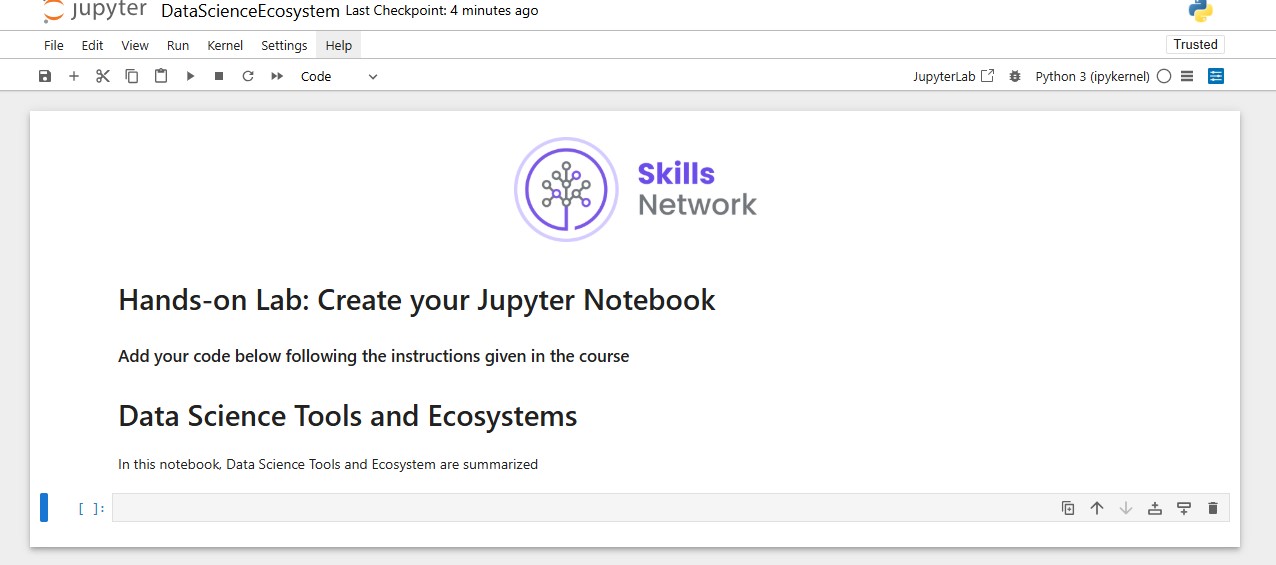 jupyter DataScienceEcosystem Last Checkpoint: 4 minutes ago
File Edit View Run Kernel Settings Help Trusted
Code JupyterLab Python 3 (ipykernel)
Skills
Network
Hands-on Lab: Create your Jupyter Notebook
Add your code below following the instructions given in the course
Data Science Tools and Ecosystems
In this notebook, Data Science Tools and Ecosystem are summarized
[ ]: